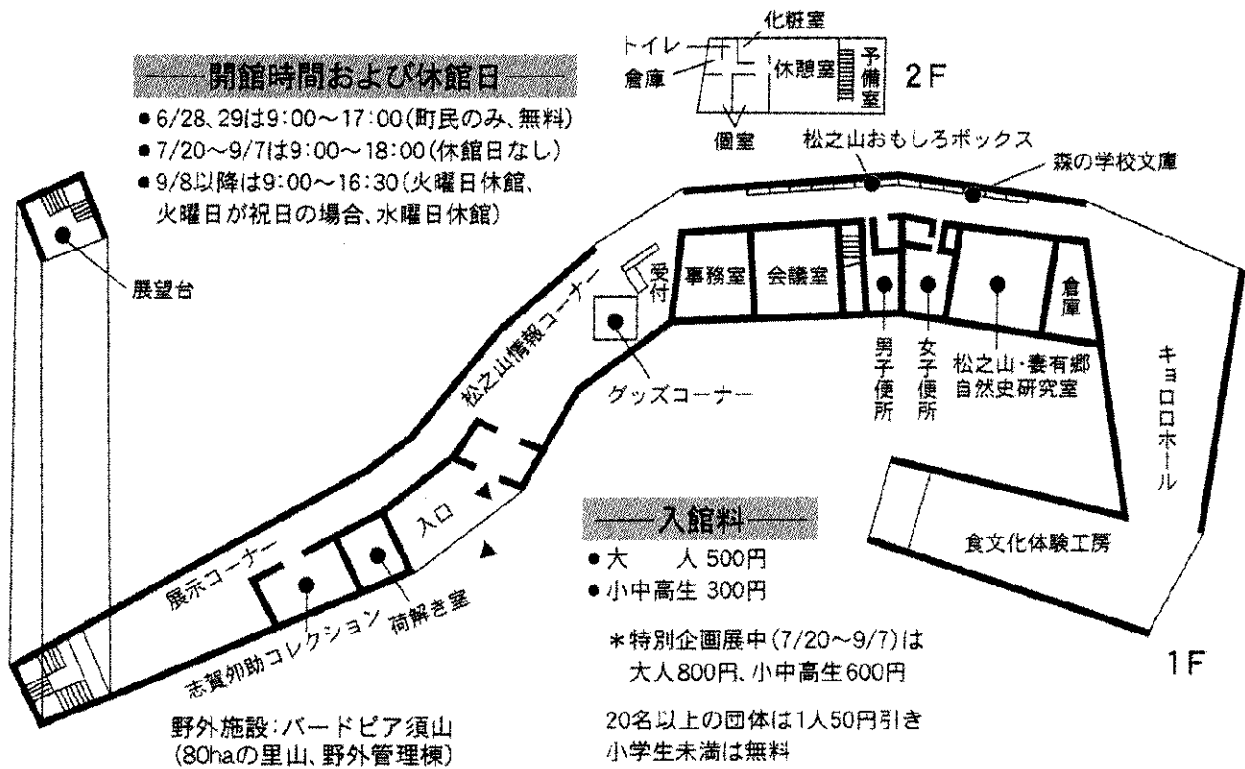 化粧室
トイレ
倉庫
休憩室
予備室
2F
個室
開館時間および休館日
●6/28、29は9:00〜17:00(町民のみ、無料)
●7/20〜9/7は9:00〜18:00(休館日なし)
●9/8以降は9:00〜16:30(火曜日休館、
火曜日が祝日の場合、水曜日休館)
松之山おもしろボックス
森の学校文庫
展望台
松之山情報コーナー
受付
事務室
会議室
倉庫
グッズコーナー
男子便所
女子便所
松之山・妻有郷
自然史研究室
キョロロホール
入口
展示コーナー
志賀夘助コレクション
荷解き室
食文化体験工房
1F
入館料
●大　人 500円
●小中高生 300円
*特別企画展中(7/20〜9/7)は
大人800円、小中高生600円
20名以上の団体は1人50円引き
小学生未満は無料
野外施設:バードピア須山
(80haの里山、野外管理棟)